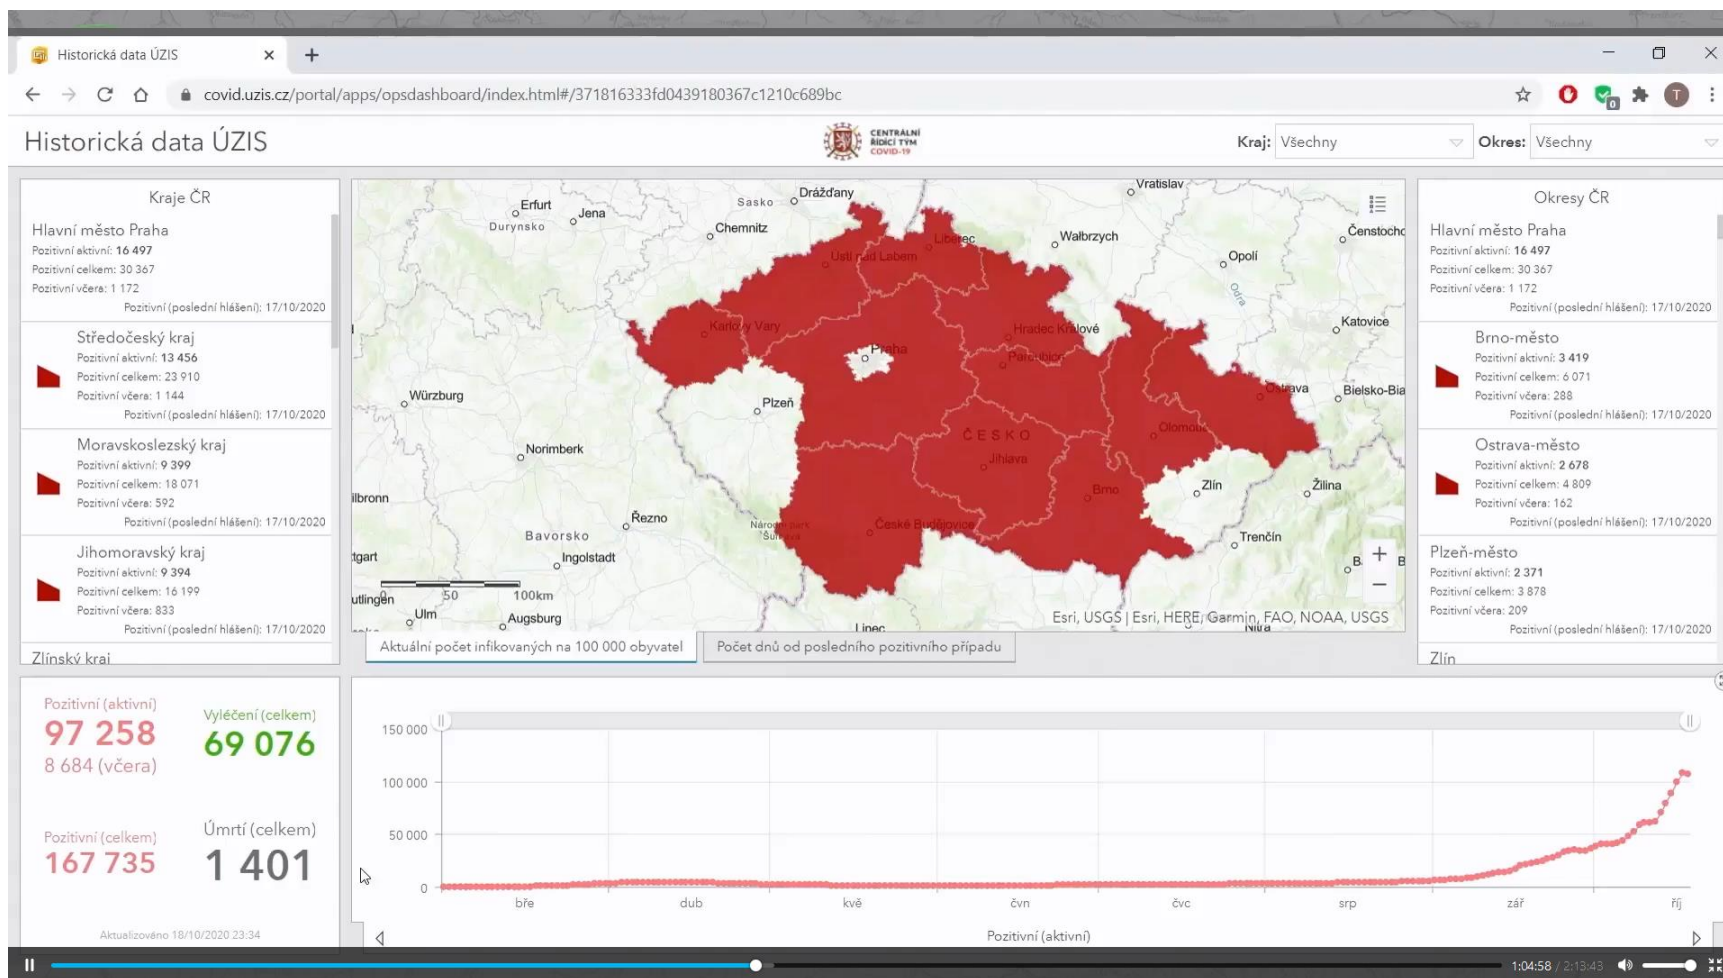 Historická data ÚZIS
covid.uzis.cz/portal/apps/opsdashboard/index.html#/371816333fd0439180367c1210c689bc
T
0
Historická data ÚZIS
CENTRÁLNÍ
ŘÍDICÍ TÝM
COVID-19
Kraj: Všechny
Okres: Všechny
Kraje ČR
Hlavní město Praha
Pozitivní aktivní: 16 497
Pozitivní celkem: 30 367
Pozitivní včera: 1 172
Pozitivní (poslední hlášení): 17/10/2020
Středočeský kraj
Pozitivní aktivní: 13 456
Pozitivní celkem: 23 910
Pozitivní včera: 1 144
Pozitivní (poslední hlášení): 17/10/2020
Moravskoslezský kraj
Pozitivní aktivní: 9 399
Pozitivní celkem: 18 071
Pozitivní včera: 592
Pozitivní (poslední hlášení): 17/10/2020
Jihomoravský kraj
Pozitivní aktivní: 9 394
Pozitivní celkem: 16 199
Pozitivní včera: 833
Pozitivní (poslední hlášení): 17/10/2020
Zlínský kraj
Vratislav
Drážďany
Sasko
Erfurt
Jena
Durynsko
Chemnitz
Wałbrzych
Čenstocho
Liberec
Ústí nad Labem
Opolí
Odra
Karlovy Vary
Hradec Králové
Katovice
Praha
Pardubice
Würzburg
Plzeň
Ostrava
Bielsko-Bia
ČESKO
Olomouc
Norimberk
Jihlava
Brno
Zlín
Žilina
ilbronn
Řezno
Národní park
Šumava
České Budějovice
Bavorsko
Trenčín
tgart
Ingolstadt
B
B
+
−
0 50 100km
utlingen
Ulm
Augsburg
Linec
Nitra
Esri, USGS | Esri, HERE, Garmin, FAO, NOAA, USGS
Aktuální počet infikovaných na 100 000 obyvatel
Počet dnů od posledního pozitivního případu
Okresy ČR
Hlavní město Praha
Pozitivní aktivní: 16 497
Pozitivní celkem: 30 367
Pozitivní včera: 1 172
Pozitivní (poslední hlášení): 17/10/2020
Brno-město
Pozitivní aktivní: 3 419
Pozitivní celkem: 6 071
Pozitivní včera: 288
Pozitivní (poslední hlášení): 17/10/2020
Ostrava-město
Pozitivní aktivní: 2 678
Pozitivní celkem: 4 809
Pozitivní včera: 162
Pozitivní (poslední hlášení): 17/10/2020
Plzeň-město
Pozitivní aktivní: 2 371
Pozitivní celkem: 3 878
Pozitivní včera: 209
Pozitivní (poslední hlášení): 17/10/2020
Zlín
Pozitivní (aktivní)
97 258
8 684 (včera)
Vyléčení (celkem)
69 076
Pozitivní (celkem)
167 735
Úmrtí (celkem)
1 401
Aktualizováno 18/10/2020 23:34
150 000
100 000
50 000
0
bře dub kvě čvn čvc srp zář říj
Pozitivní (aktivní)
1:04:58 / 2:13:43